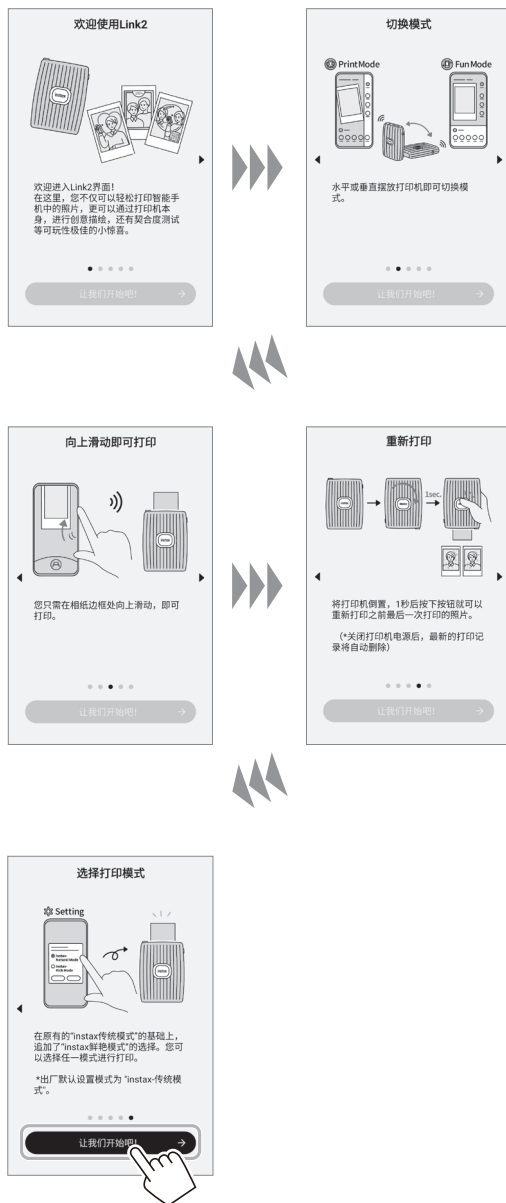 欢迎使用Link2
instax
欢迎进入Link2界面！
在这里，您不仅可以轻松打印智能手
机中的照片，更可以通过打印机本
身，进行创意描绘，还有契合度测试
等可玩性极佳的小惊喜。
让我们开始吧！
切换模式
Print Mode
Fun Mode
水平或垂直摆放打印机即可切换模
式。
让我们开始吧！
向上滑动即可打印
instax
您只需在相纸边框处向上滑动，即可
打印。
让我们开始吧！
重新打印
instax
1sec.
将打印机倒置，1秒后按下按钮就可以
重新打印之前最后一次打印的照片。
（*关闭打印机电源后，最新的打印记
录将自动删除）
让我们开始吧！
选择打印模式
Setting
instax-
Natural Mode
instax-
Rich Mode
instax
在原有的“instax传统模式”的基础上，
追加了“instax鲜艳模式”的选择。您可
以选择任一模式进行打印。
*出厂默认设置模式为 “instax-传统模
式”。
让我们开始吧！